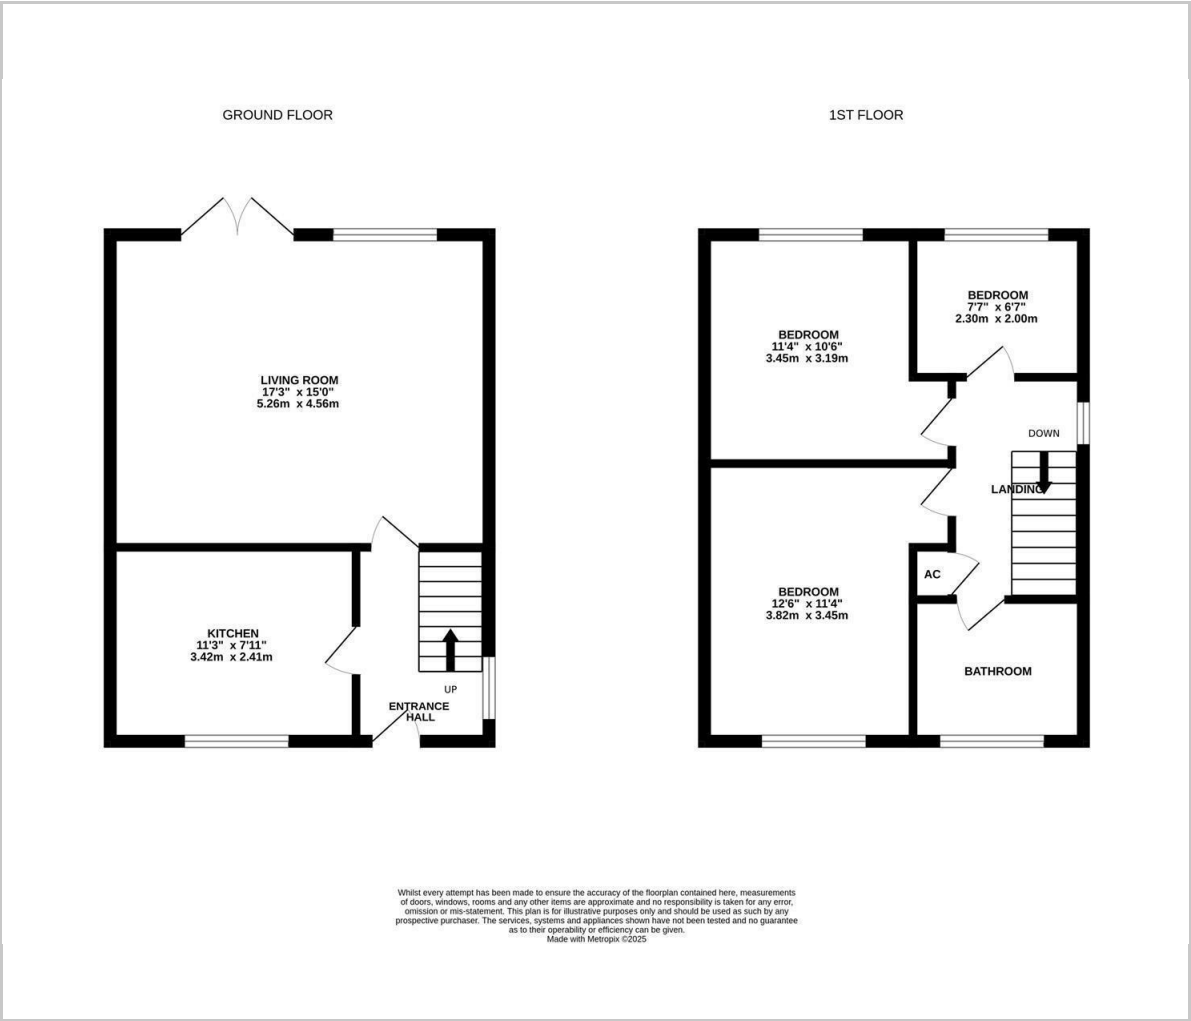 GROUND FLOOR
1ST FLOOR
LIVING ROOM
17'3" x 15'0"
5.26m x 4.56m
KITCHEN
11'3" x 7'11"
3.42m x 2.41m
UP
ENTRANCE
HALL
BEDROOM
11'4" x 10'6"
3.45m x 3.19m
BEDROOM
7'7" x 6'7"
2.30m x 2.00m
DOWN
LANDING
BEDROOM
12'6" x 11'4"
3.82m x 3.45m
AC
BATHROOM
Whilst every attempt has been made to ensure the accuracy of the floorplan contained here, measurements
of doors, windows, rooms and any other items are approximate and no responsibility is taken for any error,
omission or mis-statement. This plan is for illustrative purposes only and should be used as such by any
prospective purchaser. The services, systems and appliances shown have not been tested and no guarantee
as to their operability or efficiency can be given.
Made with Metropix ©2025